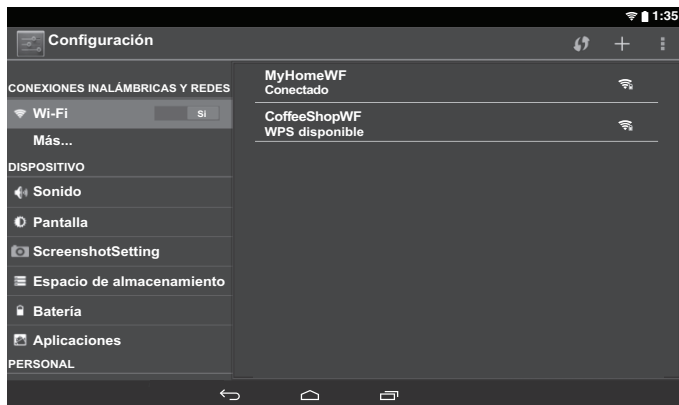 1:35
Configuración
CONEXIONES INALÁMBRICAS Y REDES
Wi-Fi
Si
Más...
DISPOSITIVO
Sonido
Pantalla
ScreenshotSetting
Espacio de almacenamiento
Batería
Aplicaciones
PERSONAL
MyHomeWF
Conectado
CoffeeShopWF
WPS disponible